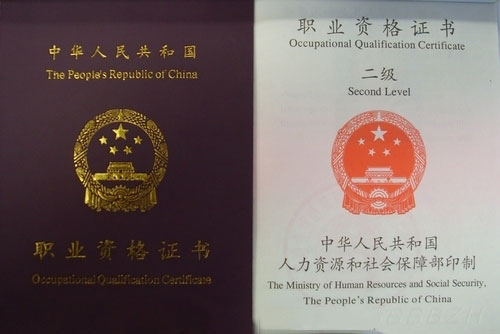 中华人民共和国
The People's Republic of China
职业资格证书
Occupational Qualification Certificate
职业资格证书
Occupational Qualification Certificate
二级
Second Level
中华人民共和国
人力资源和社会保障部印制
The Ministry of Human Resources and Social Security,
The People's Republic of China